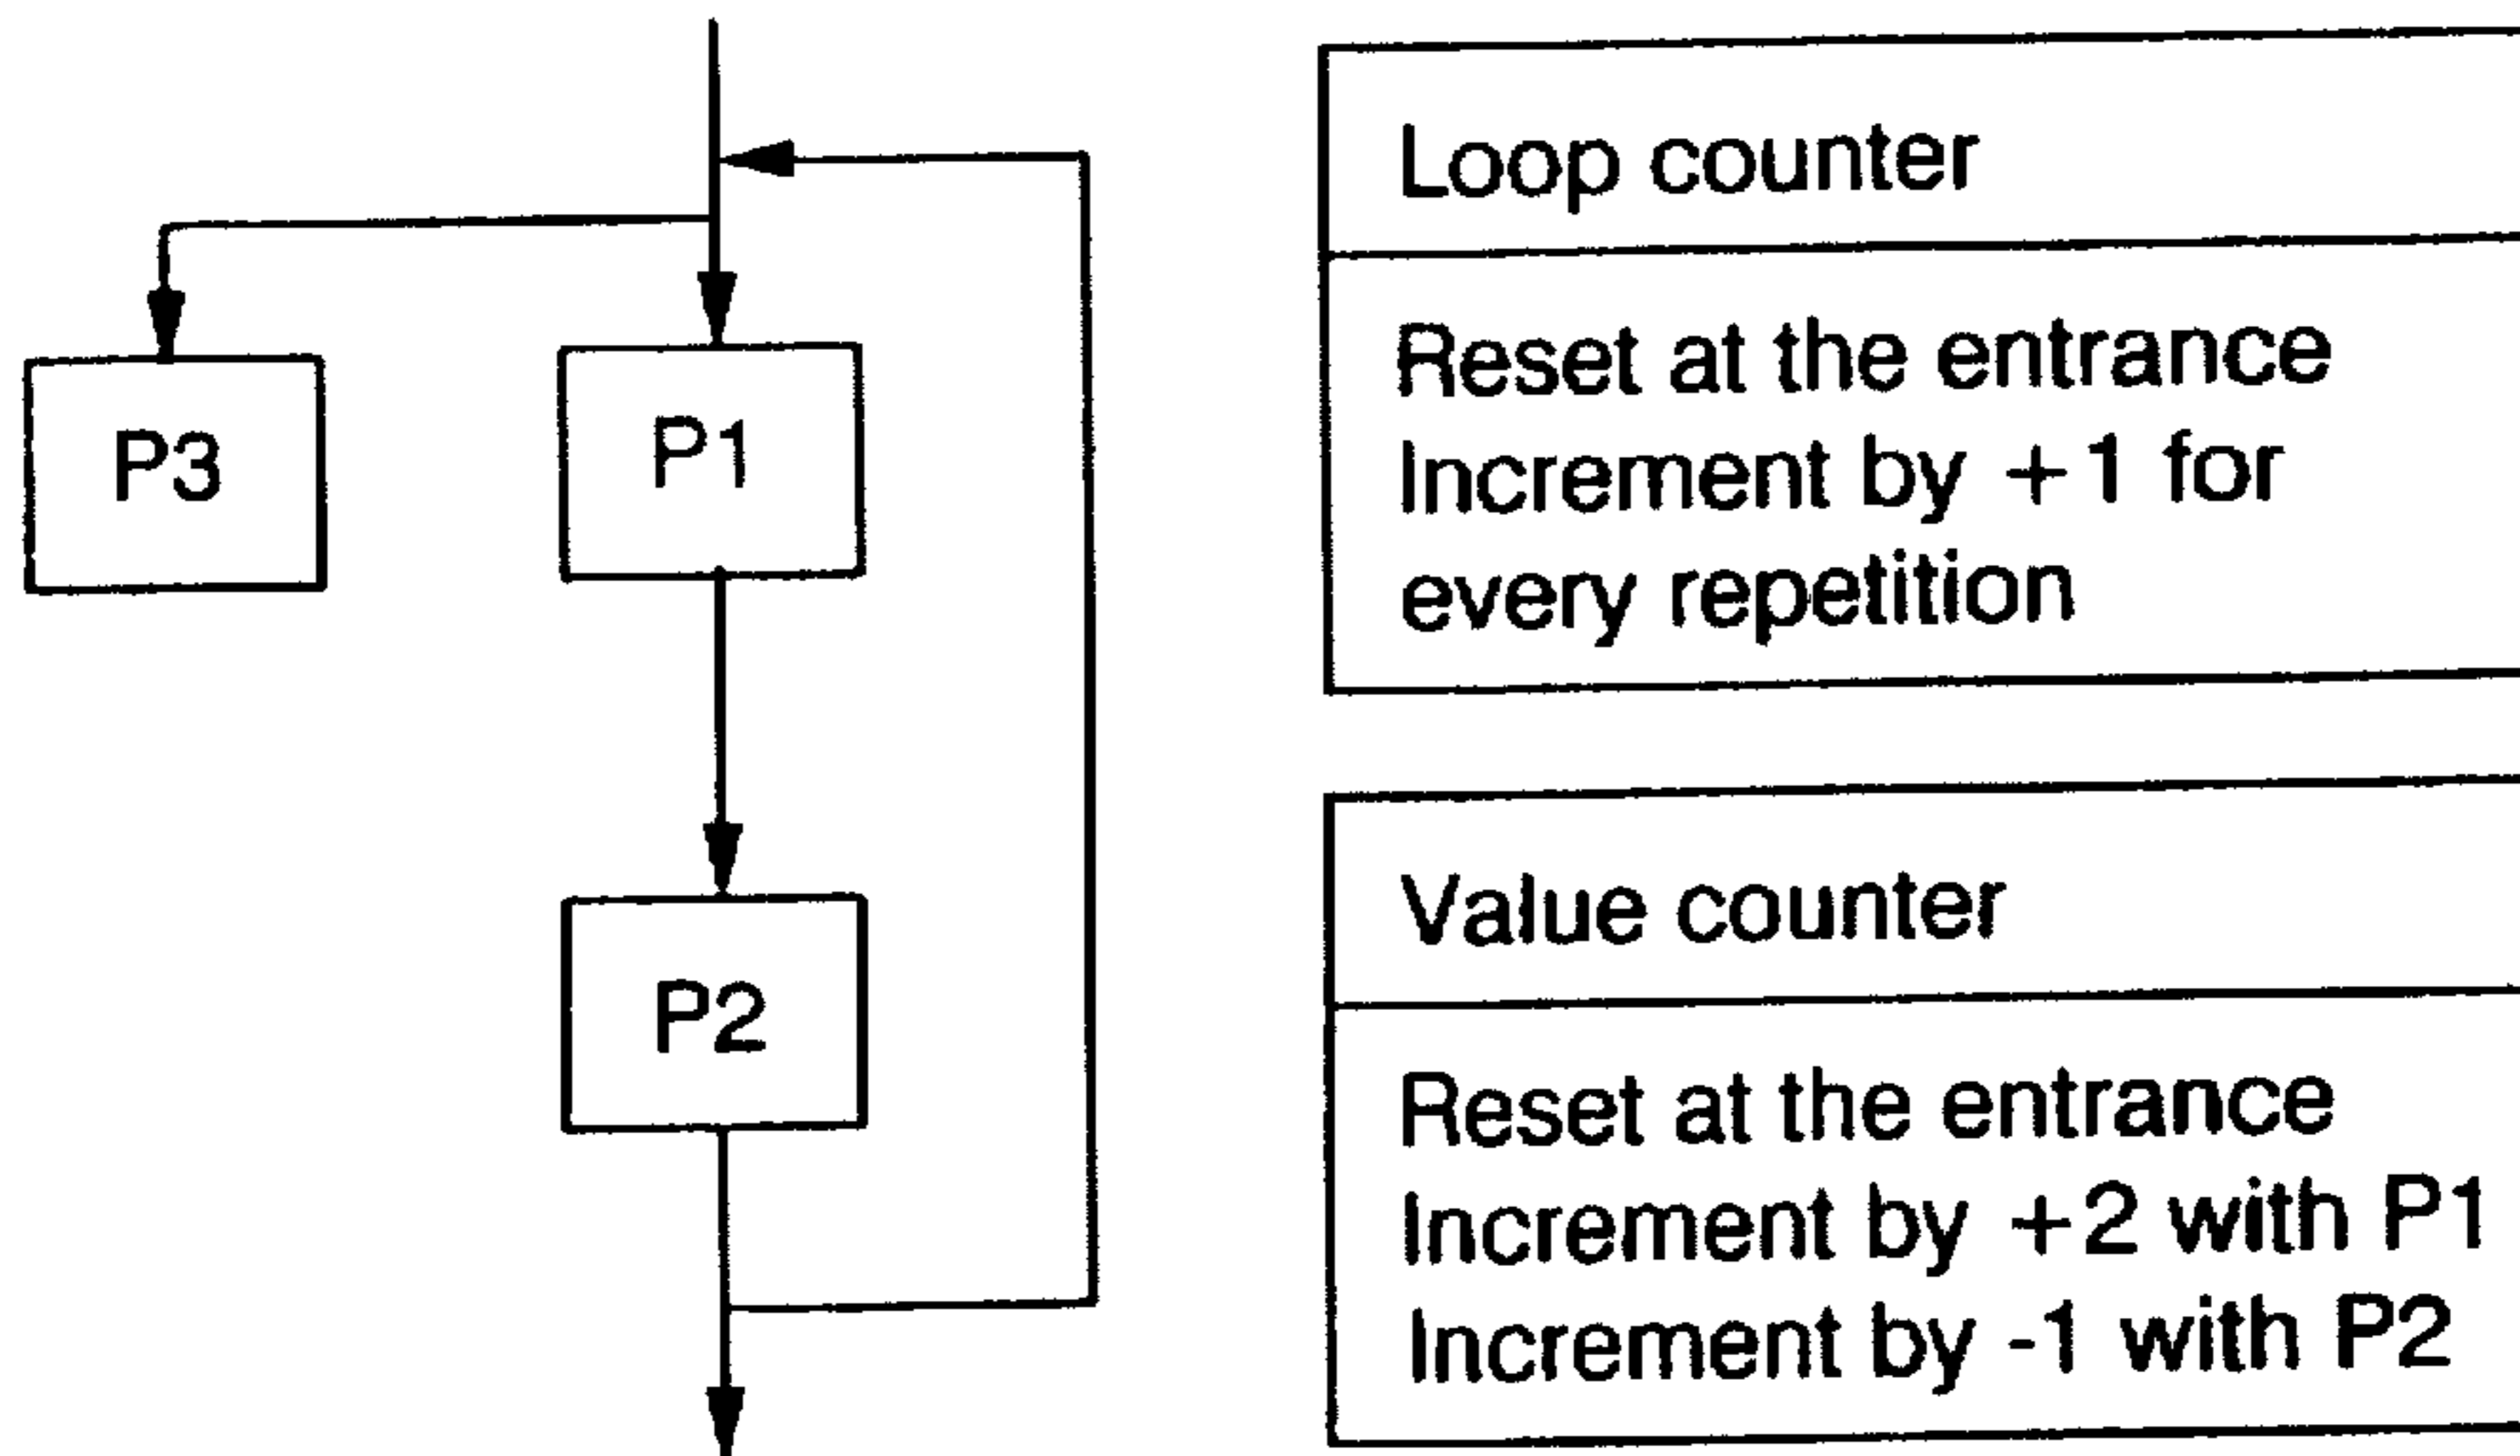 P3
P1
P2
Loop counter
Reset at the entrance
Increment by +1 for
every repetition
Value counter
Reset at the entrance
Increment by +2 with P1
Increment by -1 with P2